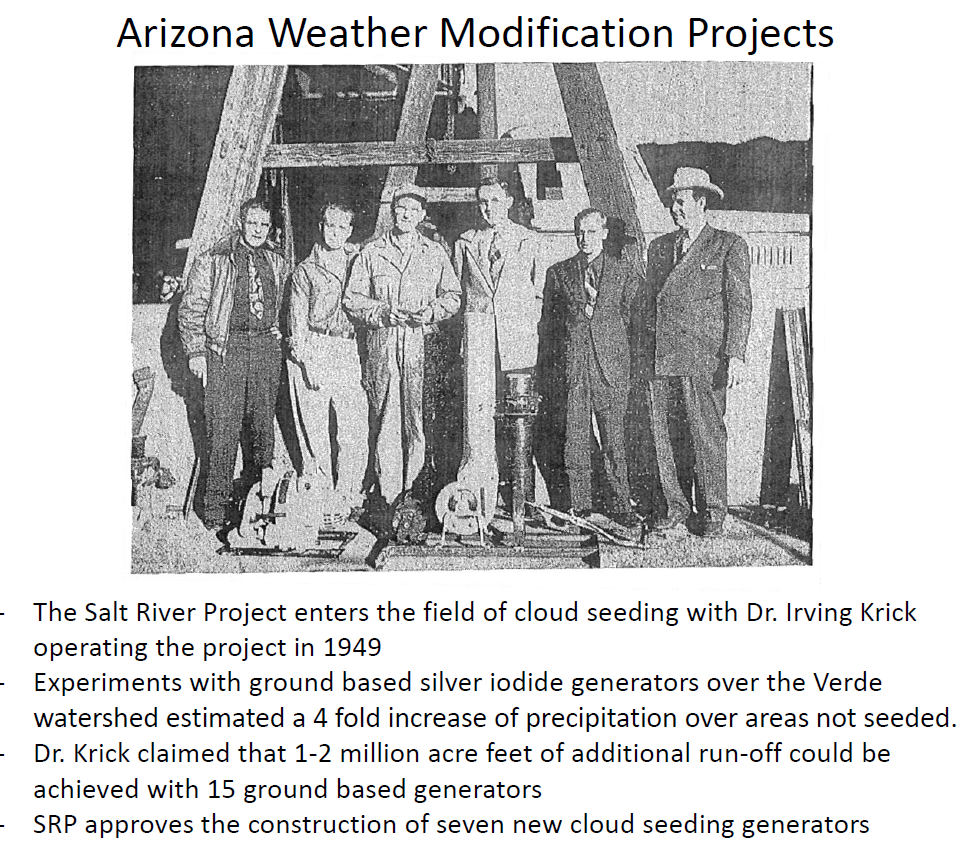 Arizona Weather Modification Projects
- The Salt River Project enters the field of cloud seeding with Dr. Irving Krick
operating the project in 1949
- Experiments with ground based silver iodide generators over the Verde
watershed estimated a 4 fold increase of precipitation over areas not seeded.
- Dr. Krick claimed that 1-2 million acre feet of additional run-off could be
achieved with 15 ground based generators
- SRP approves the construction of seven new cloud seeding generators